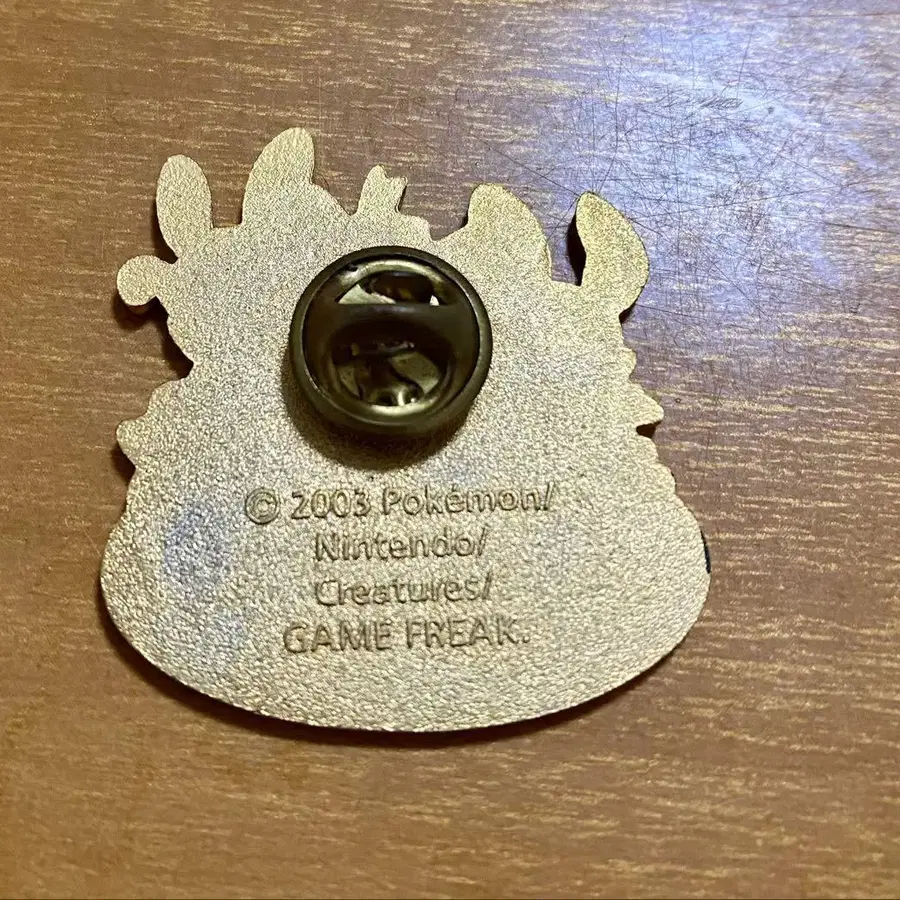 © 2003 Pokémon/
Nintendo/
Creatures/
GAME FREAK.